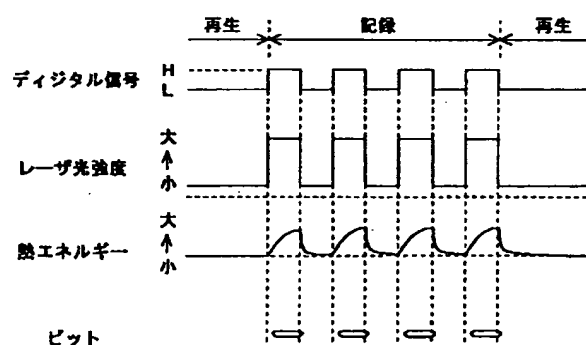 再生 記録 再生
ディジタル信号 H
L
レーザ光強度 大
↑
小
熱エネルギー 大
↑
小
ピット